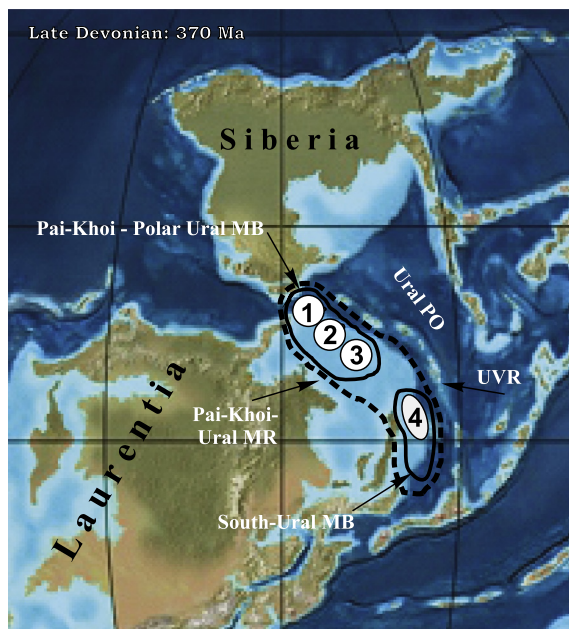 Late Devonian: 370 Ma
Siberia
Pai-Khoi - Polar Ural MB
Ural PO
1
2
3
UVR
Laurentia
Pai-Khoi-
Ural MR
4
South-Ural MB